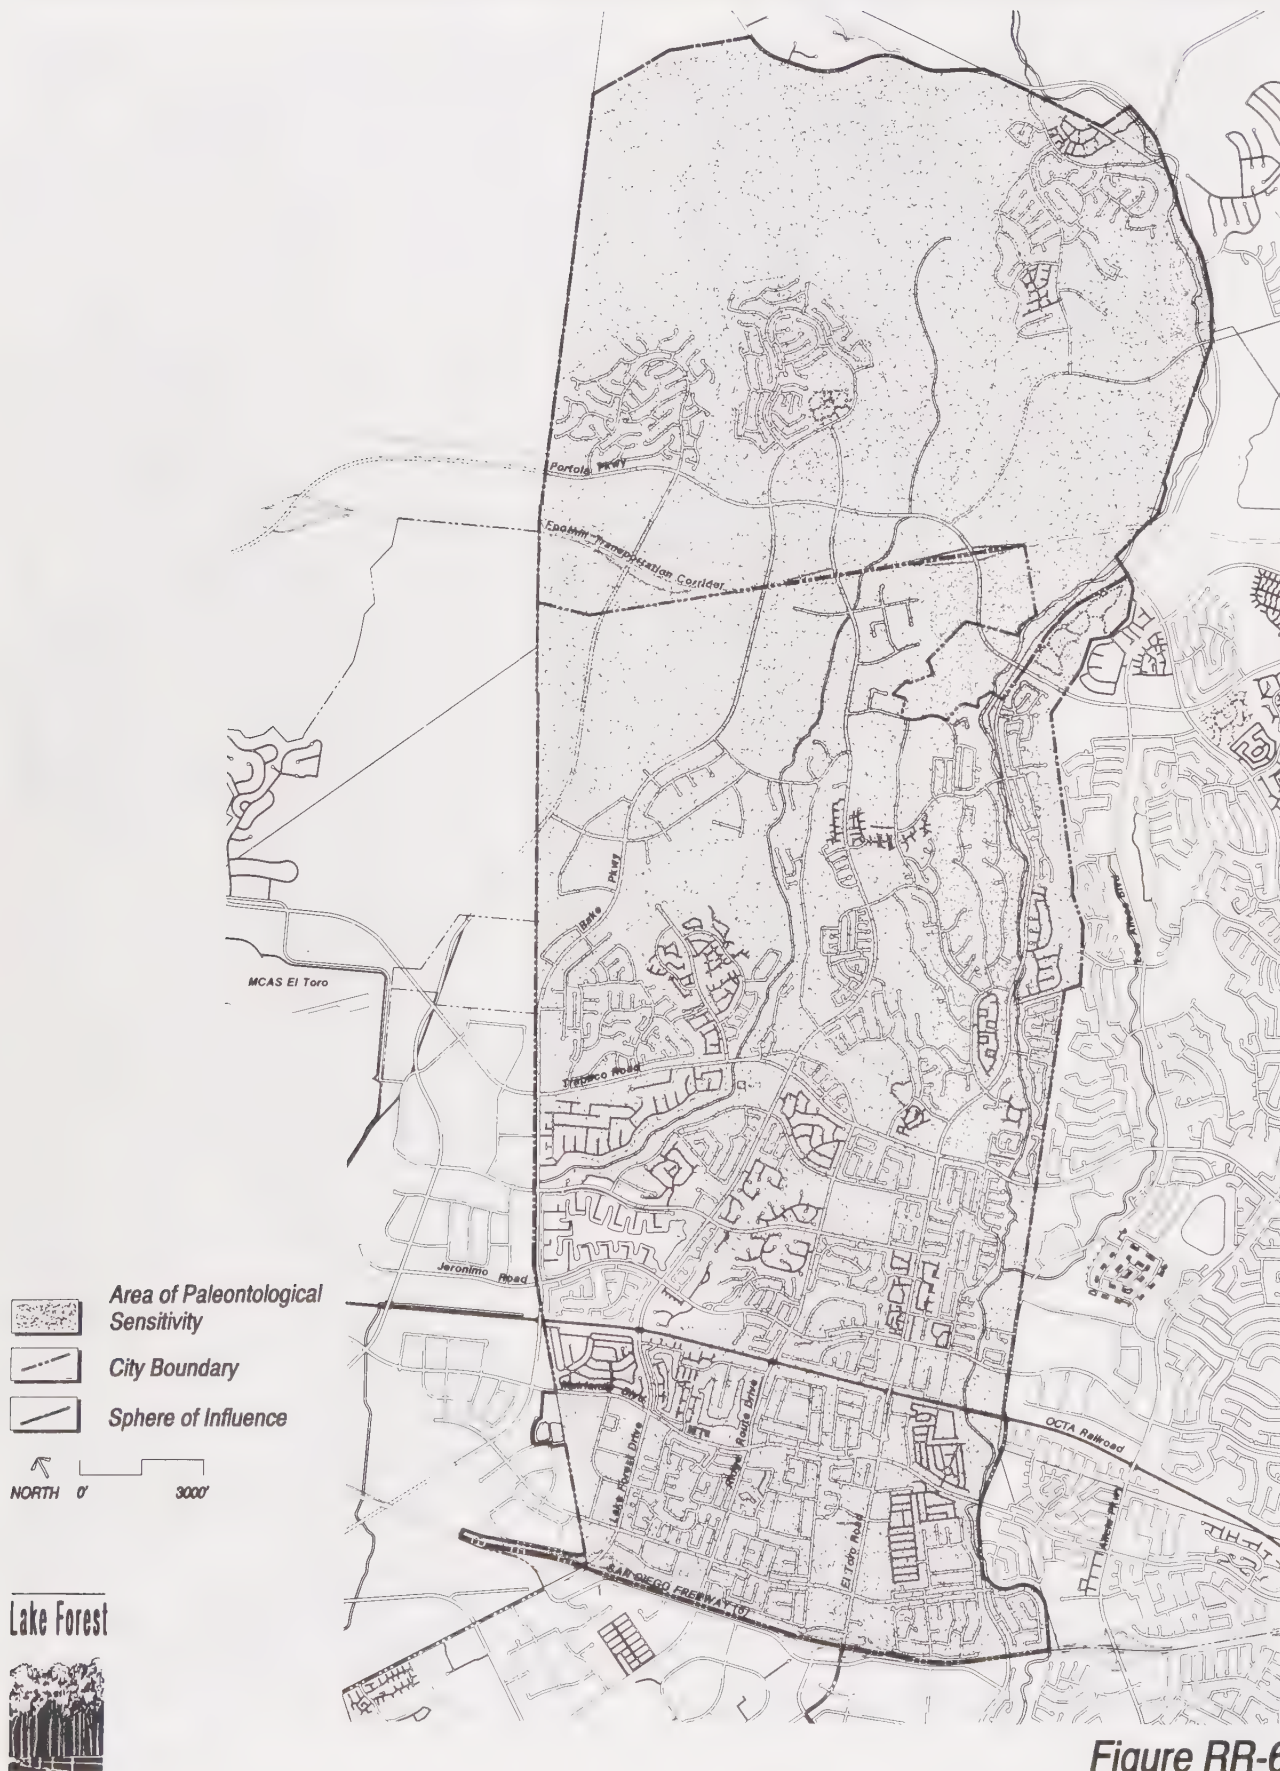 Portola Pkwy
Foothill Transportation Corridor
Pkwy
Bake
MCAS El Toro
Trabuco Road
Jeronimo Road
Area of Paleontological
Sensitivity
City Boundary
Sphere of Influence
NORTH 0' 3000'
Lake Forest Drive
Ridge Route Drive
El Toro Road
OCTA Railroad
Alicia Pkwy
SAN DIEGO FREEWAY (5)
Lake Forest
Figure RR-6